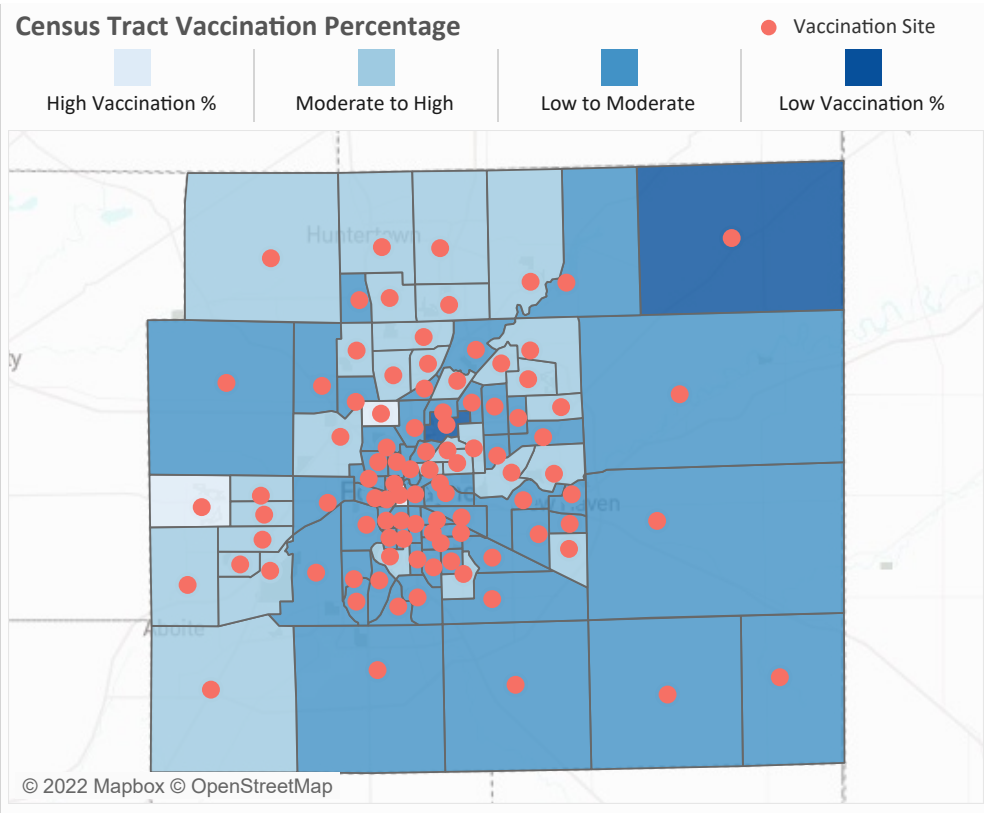 Census Tract Vaccination Percentage
Vaccination Site
High Vaccination %
Moderate to High
Low to Moderate
Low Vaccination %
Huntertown
ty
Aboite
© 2022 Mapbox © OpenStreetMap